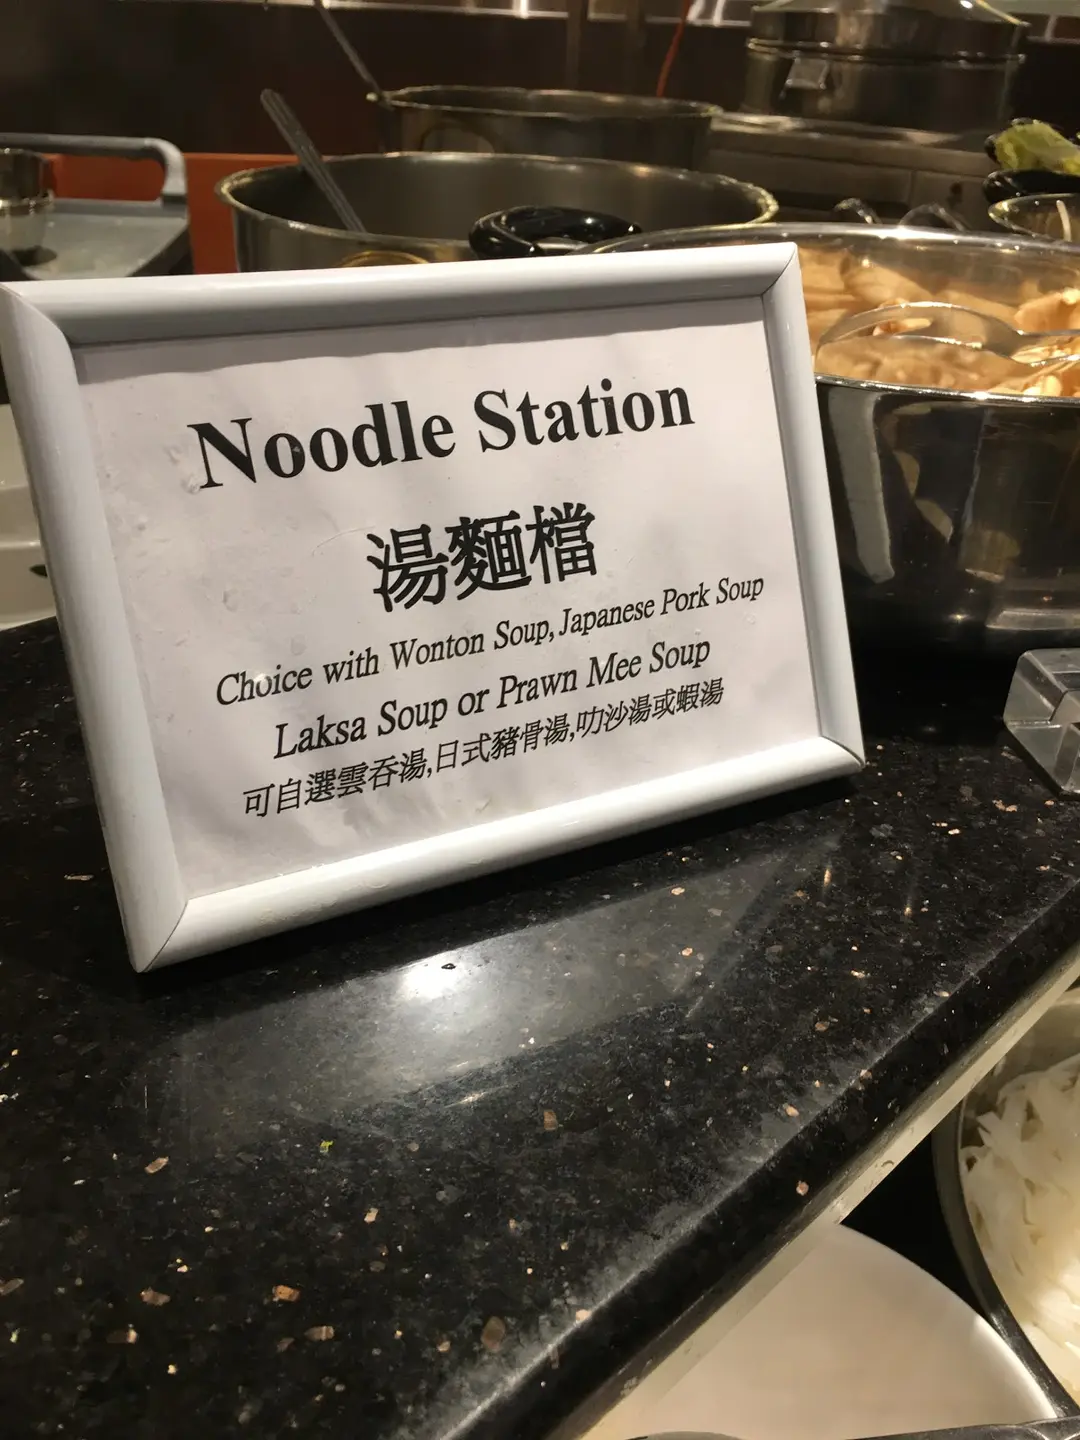 Noodle Station
湯麵檔
Choice with Wonton Soup, Japanese Pork Soup
Laksa Soup or Prawn Mee Soup
可自選雲吞湯,日式豬骨湯,叻沙湯或蝦湯